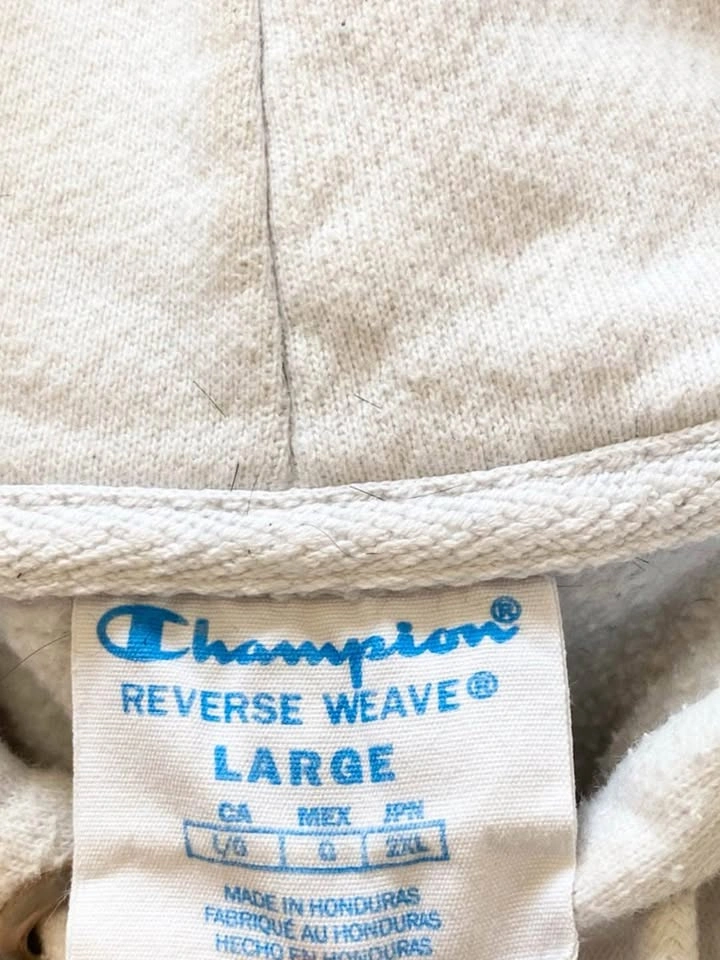 Champion®
REVERSE WEAVE®
LARGE
CA MEX JPN
L/G G 2XL
MADE IN HONDURAS
FABRIQUÉ AU HONDURAS
HECHO EN HONDURAS